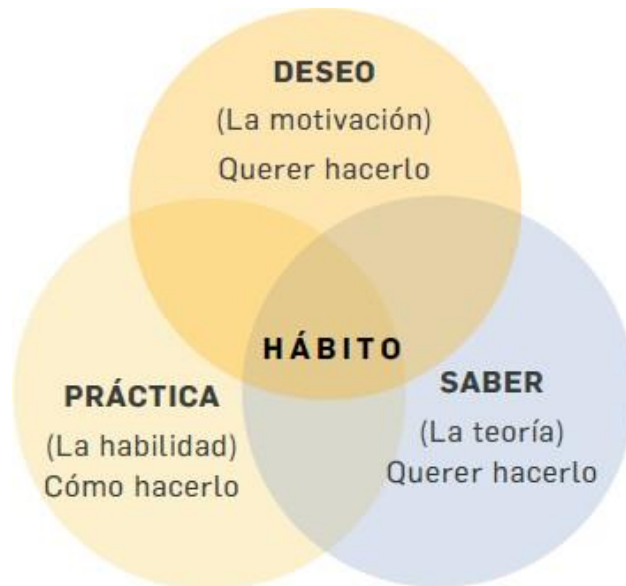 DESEO
(La motivación)
Querer hacerlo
HÁBITO
PRÁCTICA
(La habilidad)
Cómo hacerlo
SABER
(La teoría)
Querer hacerlo